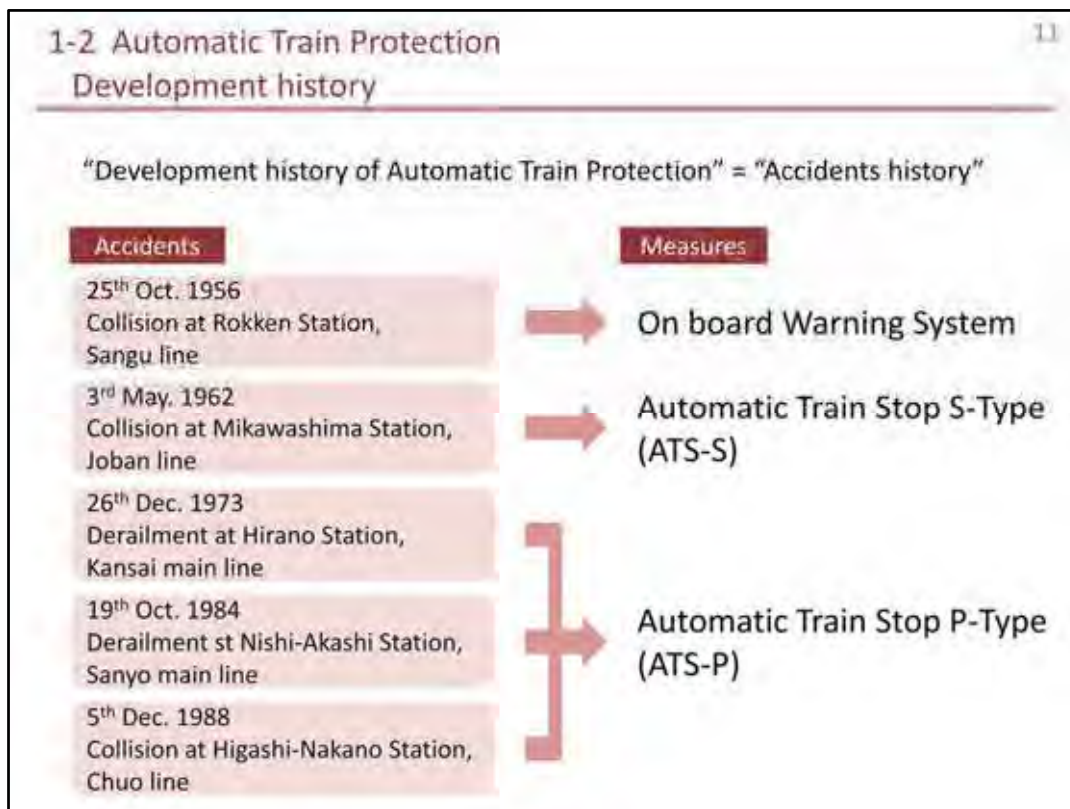 1-2 Automatic Train Protection
Development history
11
“Development history of Automatic Train Protection” = “Accidents history”
Accidents
Measures
25th Oct. 1956
Collision at Rokken Station,
Sangu line
On board Warning System
3rd May. 1962
Collision at Mikawashima Station,
Joban line
Automatic Train Stop S-Type
(ATS-S)
26th Dec. 1973
Derailment at Hirano Station,
Kansai main line
19th Oct. 1984
Derailment st Nishi-Akashi Station,
Sanyo main line
Automatic Train Stop P-Type
(ATS-P)
5th Dec. 1988
Collision at Higashi-Nakano Station,
Chuo line